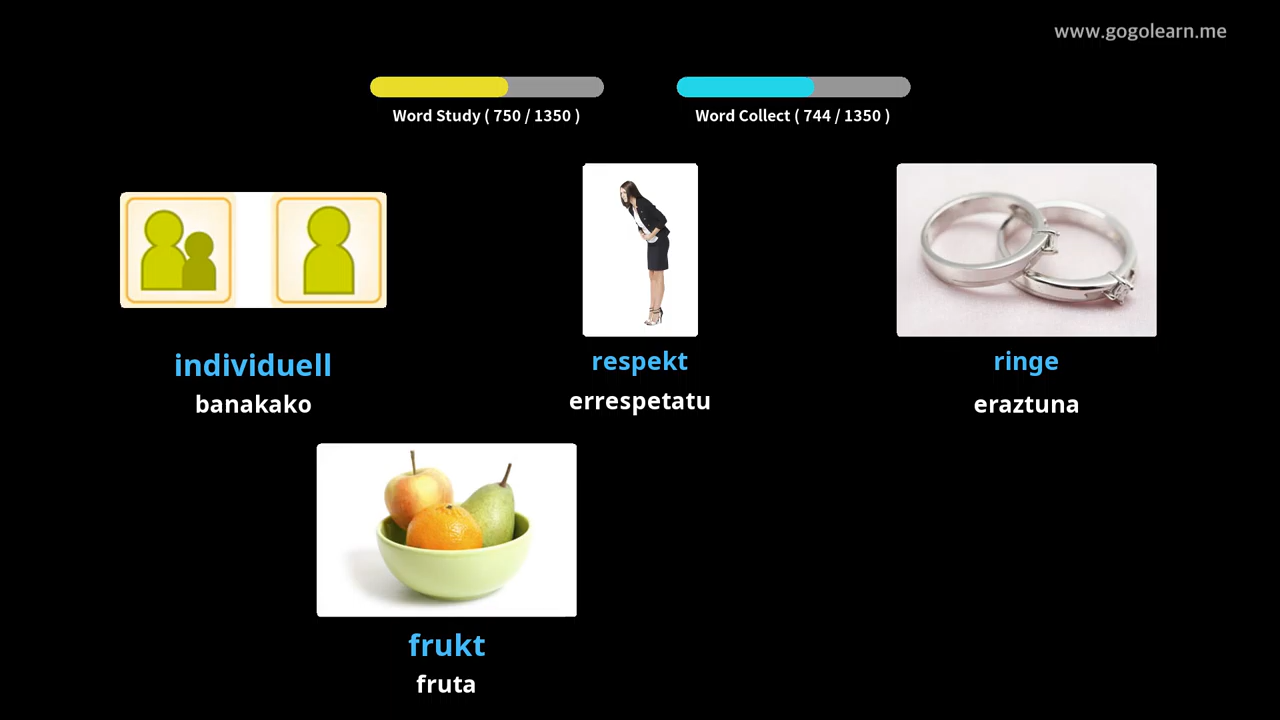 www.gogolearn.me
Word Study ( 750 / 1350 )
Word Collect ( 744 / 1350 )
individuell
banakako
respekt
errespetatu
ringe
eraztuna
frukt
fruta